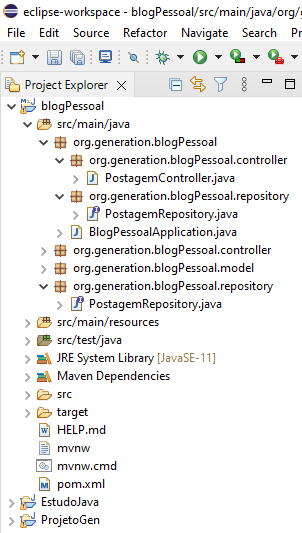 eclipse-workspace - blogPessoal/src/main/java/org/g
File Edit Source Refactor Navigate Search
Project Explorer
blogPessoal
src/main/java
org.generation.blogPessoal
org.generation.blogPessoal.controller
PostagemController.java
org.generation.blogPessoal.repository
PostagemRepository.java
BlogPessoalApplication.java
org.generation.blogPessoal.controller
org.generation.blogPessoal.model
org.generation.blogPessoal.repository
PostagemRepository.java
src/main/resources
src/test/java
JRE System Library [JavaSE-11]
Maven Dependencies
src
target
HELP.md
mvnw
mvnw.cmd
pom.xml
EstudoJava
ProjetoGen